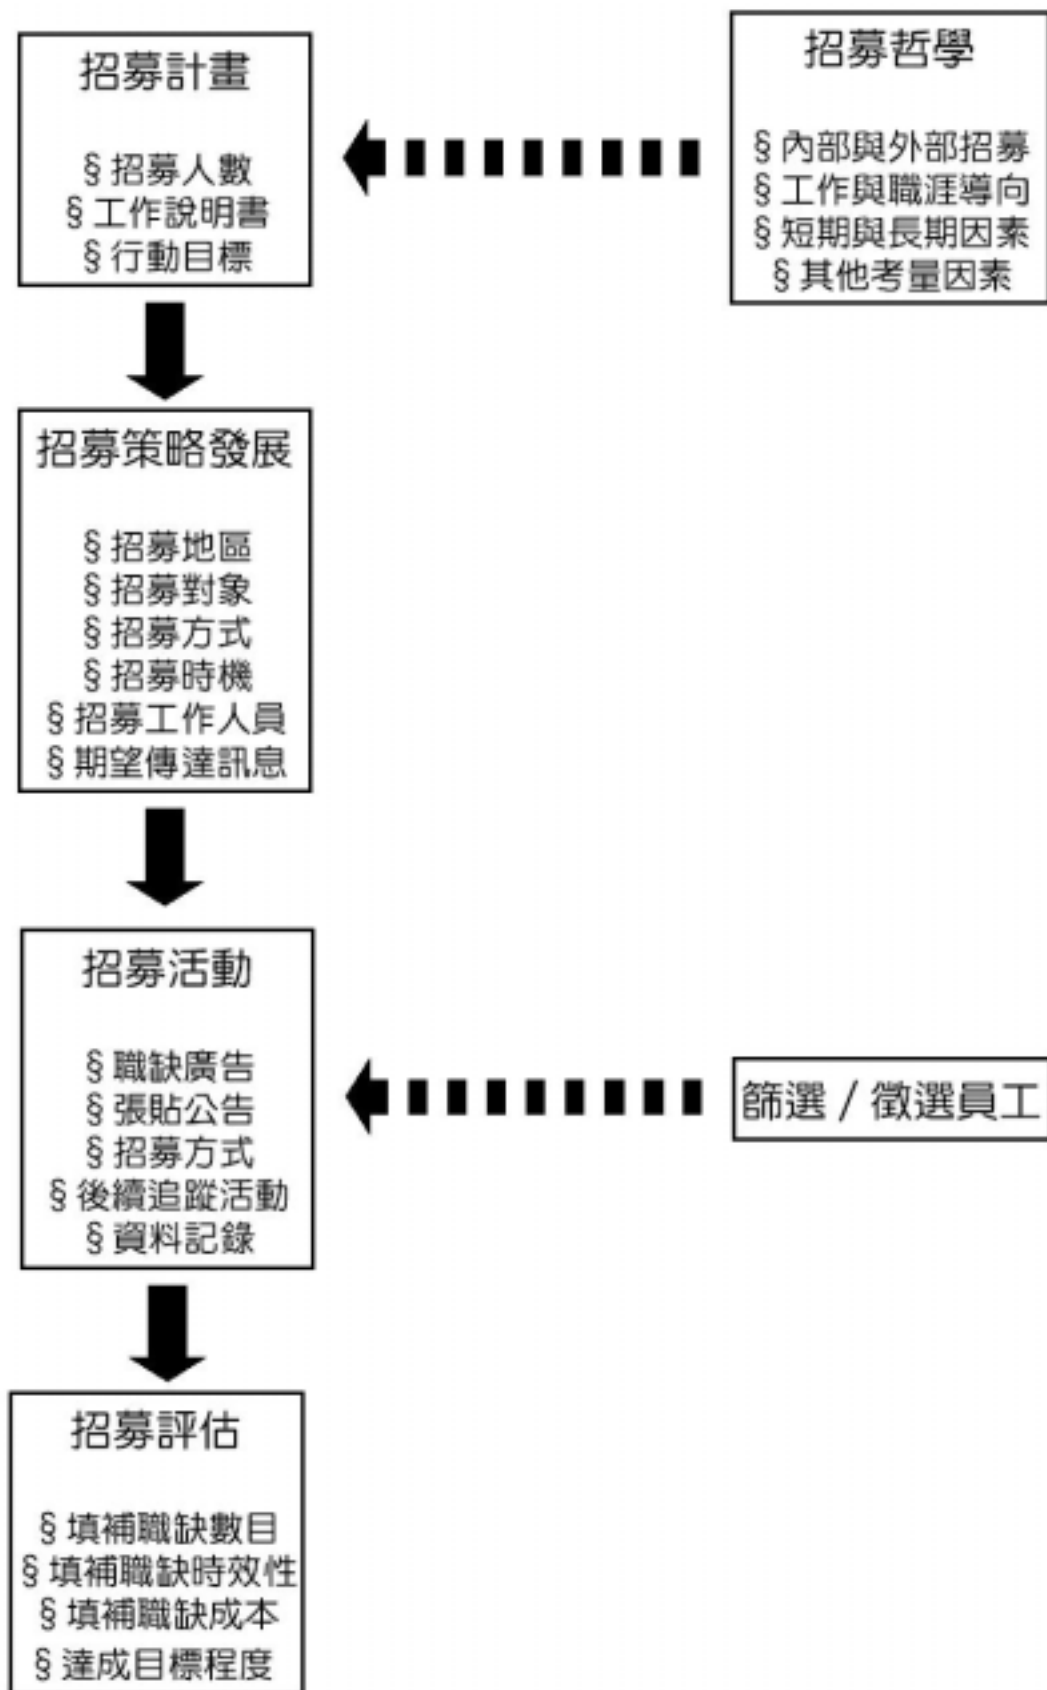 招募計畫
§招募人數
§工作說明書
§行動目標
招募哲學
§內部與外部招募
§工作與職涯導向
§短期與長期因素
§其他考量因素
招募策略發展
§招募地區
§招募對象
§招募方式
§招募時機
§招募工作人員
§期望傳達訊息
招募活動
§職缺廣告
§張貼公告
§招募方式
§後續追蹤活動
§資料記錄
篩選 / 徵選員工
招募評估
§填補職缺數目
§填補職缺時效性
§填補職缺成本
§達成目標程度